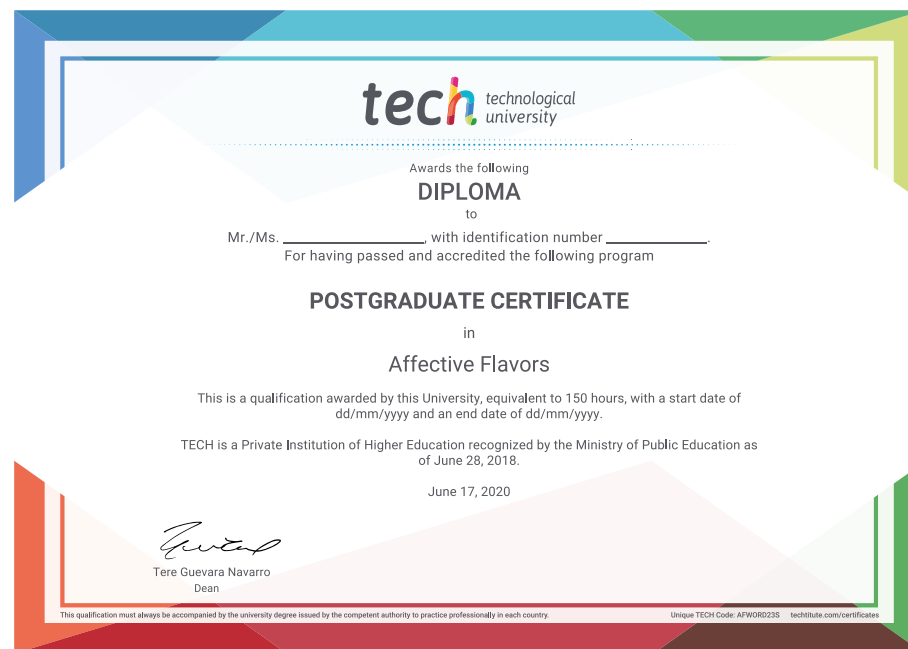 tech technological
university
Awards the following
DIPLOMA
to
Mr./Ms. ____________________, with identification number ______________.
For having passed and accredited the following program
POSTGRADUATE CERTIFICATE
in
Affective Flavors
This is a qualification awarded by this University, equivalent to 150 hours, with a start date of
dd/mm/yyyy and an end date of dd/mm/yyyy.
TECH is a Private Institution of Higher Education recognized by the Ministry of Public Education as
of June 28, 2018.
June 17, 2020
Tere Guevara Navarro
Dean
This qualification must always be accompanied by the university degree issued by the competent authority to practice professionally in each country. Unique TECH Code: AFWORD23S techtitute.com/certificates